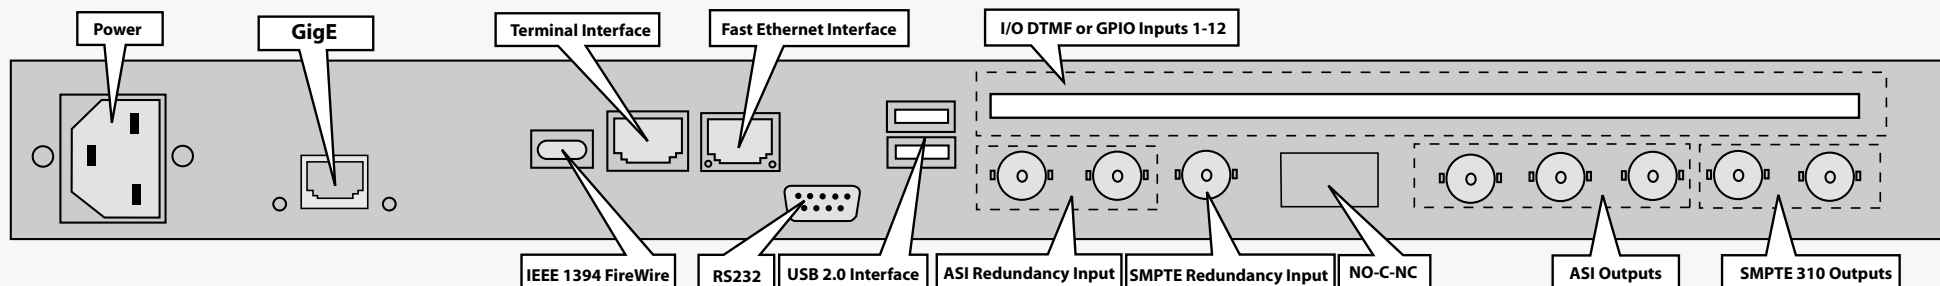 Power
GigE
Terminal Interface
Fast Ethernet Interface
I/O DTMF or GPIO Inputs 1-12
IEEE 1394 FireWire
RS232
USB 2.0 Interface
ASI Redundancy Input
SMPTE Redundancy Input
NO-C-NC
ASI Outputs
SMPTE 310 Outputs